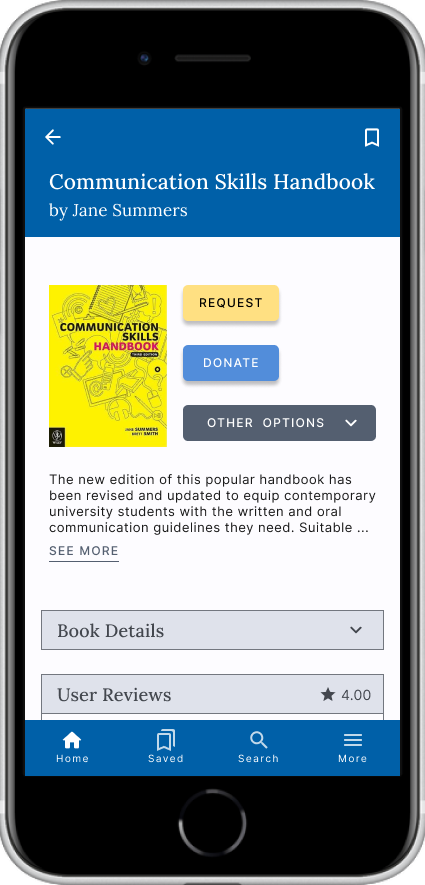 Communication Skills Handbook
by Jane Summers
COMMUNICATION
SKILLS
HANDBOOK
THIRD EDITION
JANE SUMMERS
BRETT SMITH
WILEY
REQUEST
DONATE
OTHER OPTIONS
The new edition of this popular handbook has
been revised and updated to equip contemporary
university students with the written and oral
communication guidelines they need. Suitable ...
SEE MORE
Book Details
User Reviews
4.00
Home
Saved
Search
More